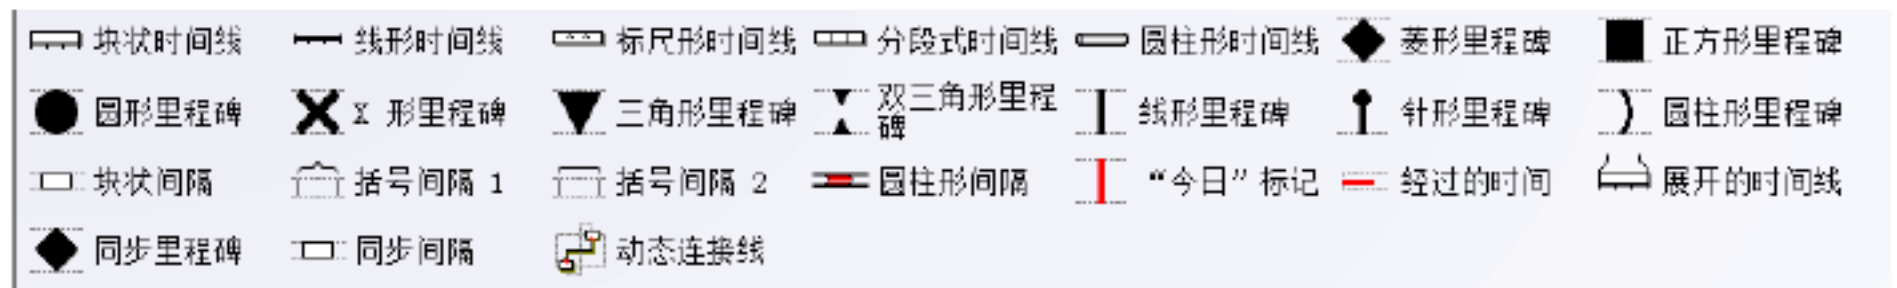 块状时间线 线形时间线 标尺形时间线 分段式时间线 圆柱形时间线 菱形里程碑 正方形里程碑
圆形里程碑 X 形里程碑 三角形里程碑 双三角形里程碑 线形里程碑 针形里程碑 圆柱形里程碑
块状间隔 括号间隔 1 括号间隔 2 圆柱形间隔 “今日”标记 经过的时间 展开的时间线
同步里程碑 同步间隔 动态连接线